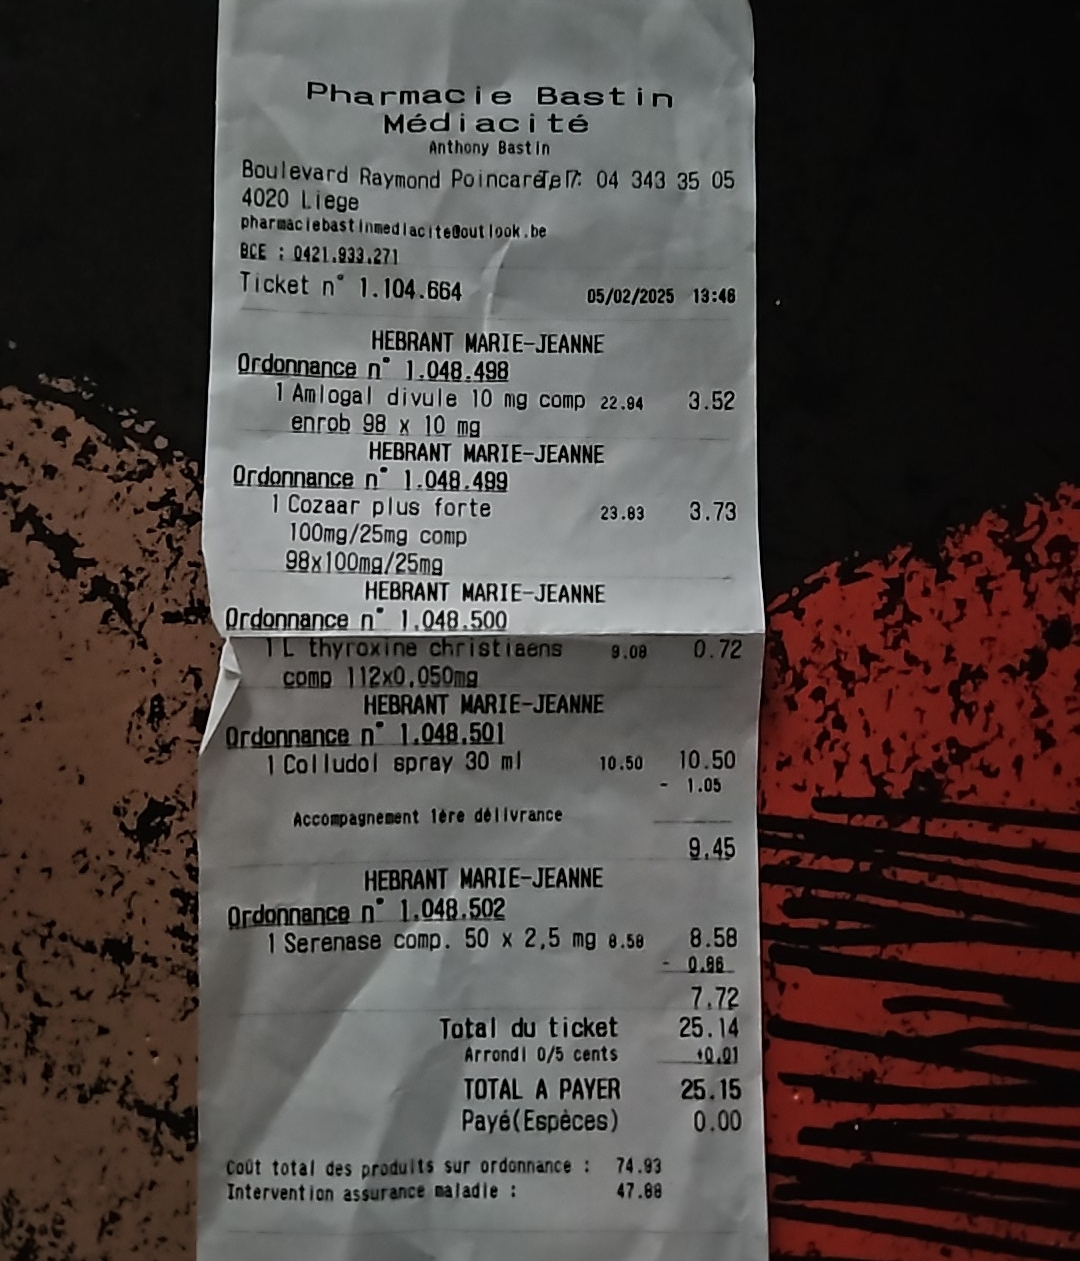 Pharmacie Bastin
Médiacité
Anthony Bastin
Boulevard Raymond Poincaré 7 Tel : 04 343 35 05
4020 Liege
pharmaciebastinmediacite@outlook.be
BCE : 0421.933.271
Ticket n° 1.104.664 05/02/2025 13:46
HEBRANT MARIE-JEANNE
Ordonnance n° 1.048.498
1 Amlogal divule 10 mg comp 22.94 3.52
enrob 98 x 10 mg
HEBRANT MARIE-JEANNE
Ordonnance n° 1.048.499
1 Cozaar plus forte 23.83 3.73
100mg/25mg comp
98x100mg/25mg
HEBRANT MARIE-JEANNE
Ordonnance n° 1.048.500
1 L thyroxine christiaens 9.08 0.72
comp 112x0,050mg
HEBRANT MARIE-JEANNE
Ordonnance n° 1.048.501
1 Colludol spray 30 ml 10.50 10.50
- 1.05
Accompagnement 1ère délivrance
9.45
HEBRANT MARIE-JEANNE
Ordonnance n° 1.048.502
1 Serenase comp. 50 x 2,5 mg 8.58 8.58
- 0.86
7.72
Total du ticket 25.14
Arrondi 0/5 cents +0.01
TOTAL A PAYER 25.15
Payé(Espèces) 0.00
Coût total des produits sur ordonnance : 74.93
Intervention assurance maladie : 47.88